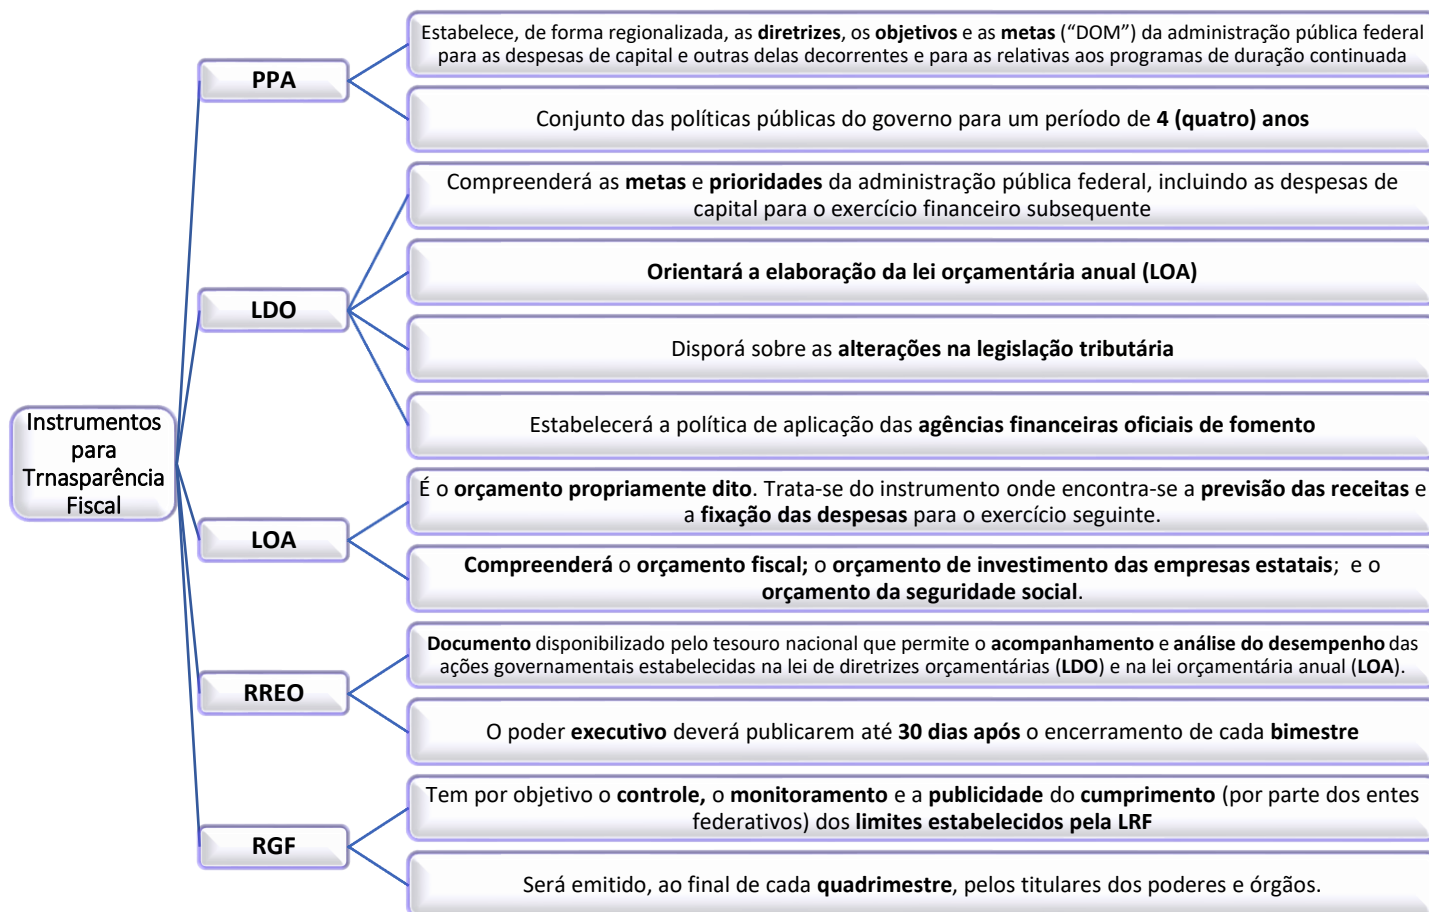 Instrumentos
para
Trnasparência
Fiscal
PPA
Estabelece, de forma regionalizada, as diretrizes, os objetivos e as metas (“DOM”) da administração pública federal
para as despesas de capital e outras delas decorrentes e para as relativas aos programas de duração continuada
Conjunto das políticas públicas do governo para um período de 4 (quatro) anos
LDO
Compreenderá as metas e prioridades da administração pública federal, incluindo as despesas de
capital para o exercício financeiro subsequente
Orientará a elaboração da lei orçamentária anual (LOA)
Disporá sobre as alterações na legislação tributária
Estabelecerá a política de aplicação das agências financeiras oficiais de fomento
LOA
É o orçamento propriamente dito. Trata-se do instrumento onde encontra-se a previsão das receitas e
a fixação das despesas para o exercício seguinte.
Compreenderá o orçamento fiscal; o orçamento de investimento das empresas estatais; e o
orçamento da seguridade social.
RREO
Documento disponibilizado pelo tesouro nacional que permite o acompanhamento e análise do desempenho das
ações governamentais estabelecidas na lei de diretrizes orçamentárias (LDO) e na lei orçamentária anual (LOA).
O poder executivo deverá publicarem até 30 dias após o encerramento de cada bimestre
RGF
Tem por objetivo o controle, o monitoramento e a publicidade do cumprimento (por parte dos entes
federativos) dos limites estabelecidos pela LRF
Será emitido, ao final de cada quadrimestre, pelos titulares dos poderes e órgãos.